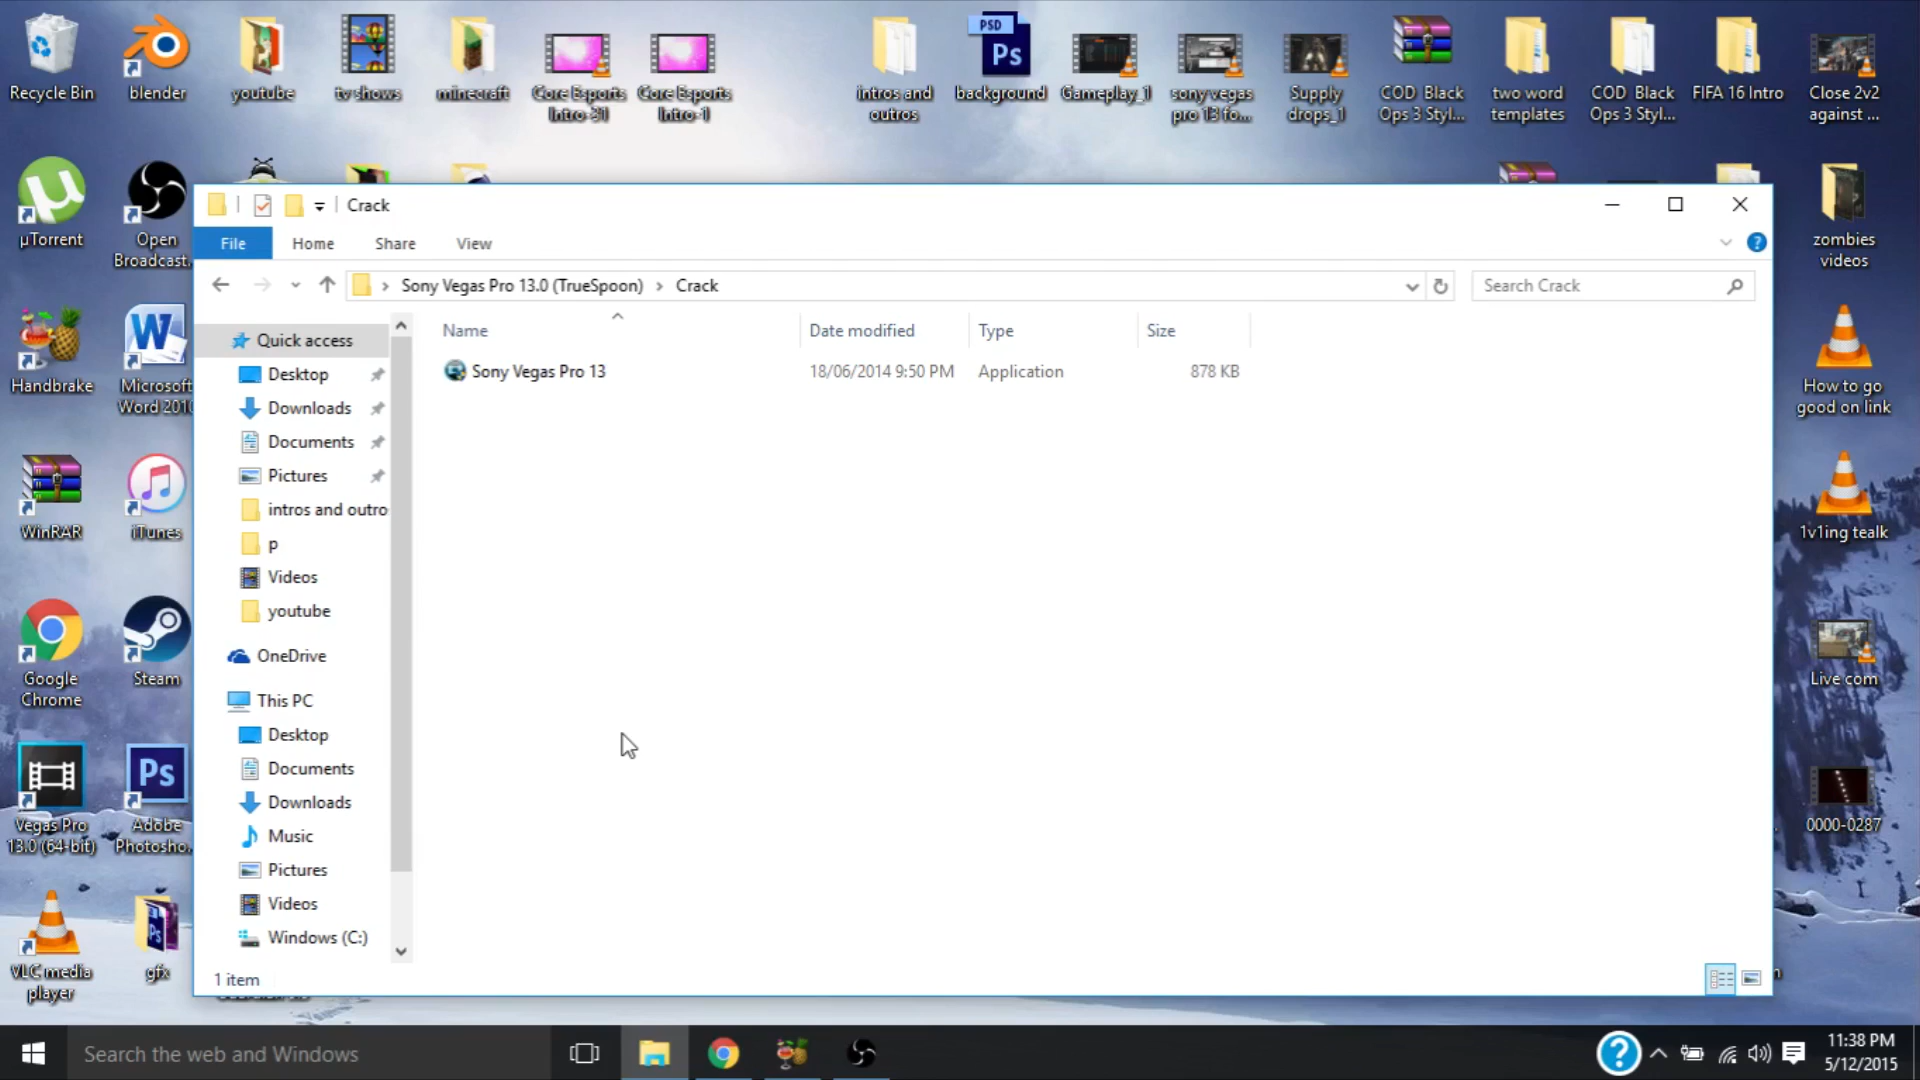 Recycle Bin
blender
youtube
tv shows
minecraft
Core Esports
Intro-31
Core Esports
Intro-1
intros and
outros
PSD
Ps
background
Gameplay_1
sony vegas
pro 13 fo...
Supply
drops_1
COD Black
Ops 3 Styl...
two word
templates
COD Black
Ops 3 Styl...
FIFA 16 Intro
Close 2v2
against ...
µTorrent
Open
Broadcast.
zombies
videos
Handbrake
Microsoft
Word 2010
How to go
good on link
WinRAR
iTunes
1v1ing tealk
Google
Chrome
Steam
Live com
Vegas Pro
13.0 (64-bit)
Ps
Adobe
Photosho.
0000-0287
VLC media
player
gfx
Crack
File
Home
Share
View
Sony Vegas Pro 13.0 (TrueSpoon)
Crack
Search Crack
Name
Date modified
Type
Size
Sony Vegas Pro 13
18/06/2014 9:50 PM
Application
878 KB
Quick access
Desktop
Downloads
Documents
Pictures
intros and outro
p
Videos
youtube
OneDrive
This PC
Desktop
Documents
Downloads
Music
Pictures
Videos
Windows (C:)
1 item
Search the web and Windows
11:38 PM
5/12/2015